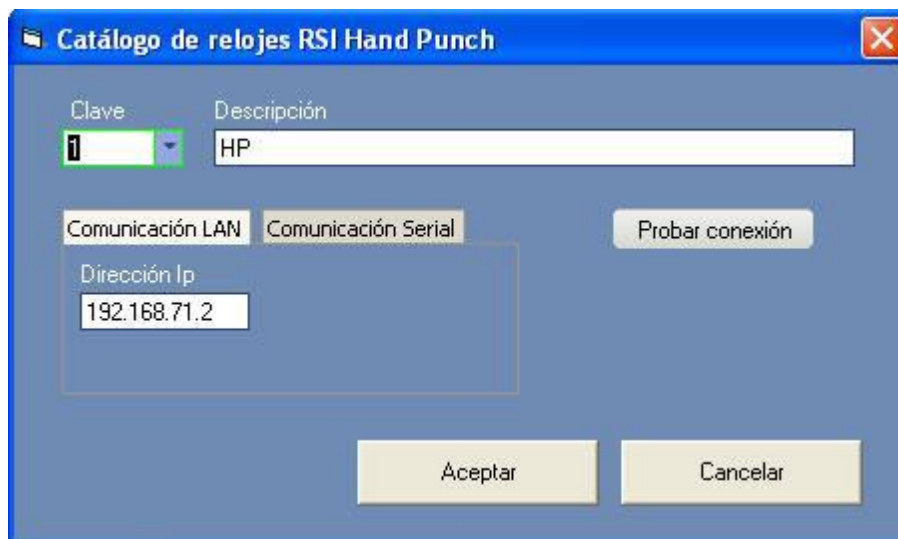 Catálogo de relojes RSI Hand Punch
Clave Descripción
1 HP
Comunicación LAN Comunicación Serial Probar conexión
Dirección Ip
192.168.71.2
Aceptar Cancelar